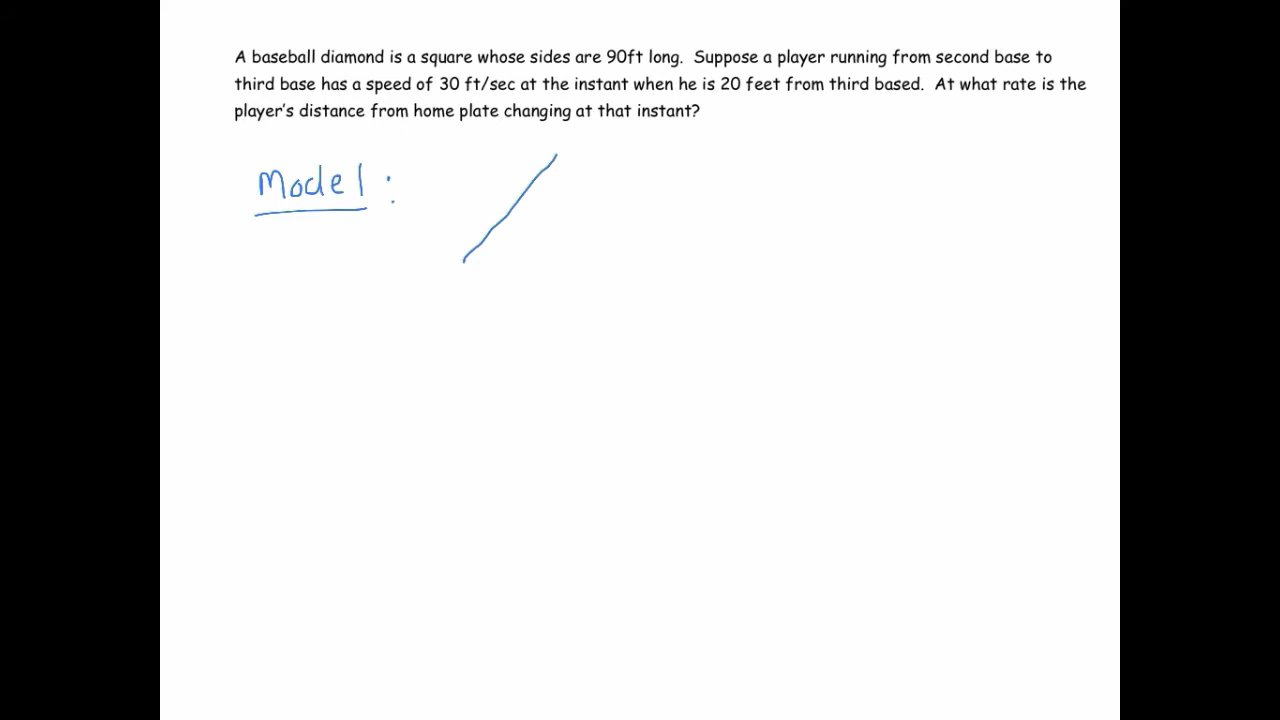 A baseball diamond is a square whose sides are 90ft long. Suppose a player running from second base to
third base has a speed of 30 ft/sec at the instant when he is 20 feet from third based. At what rate is the
player's distance from home plate changing at that instant?
Model :